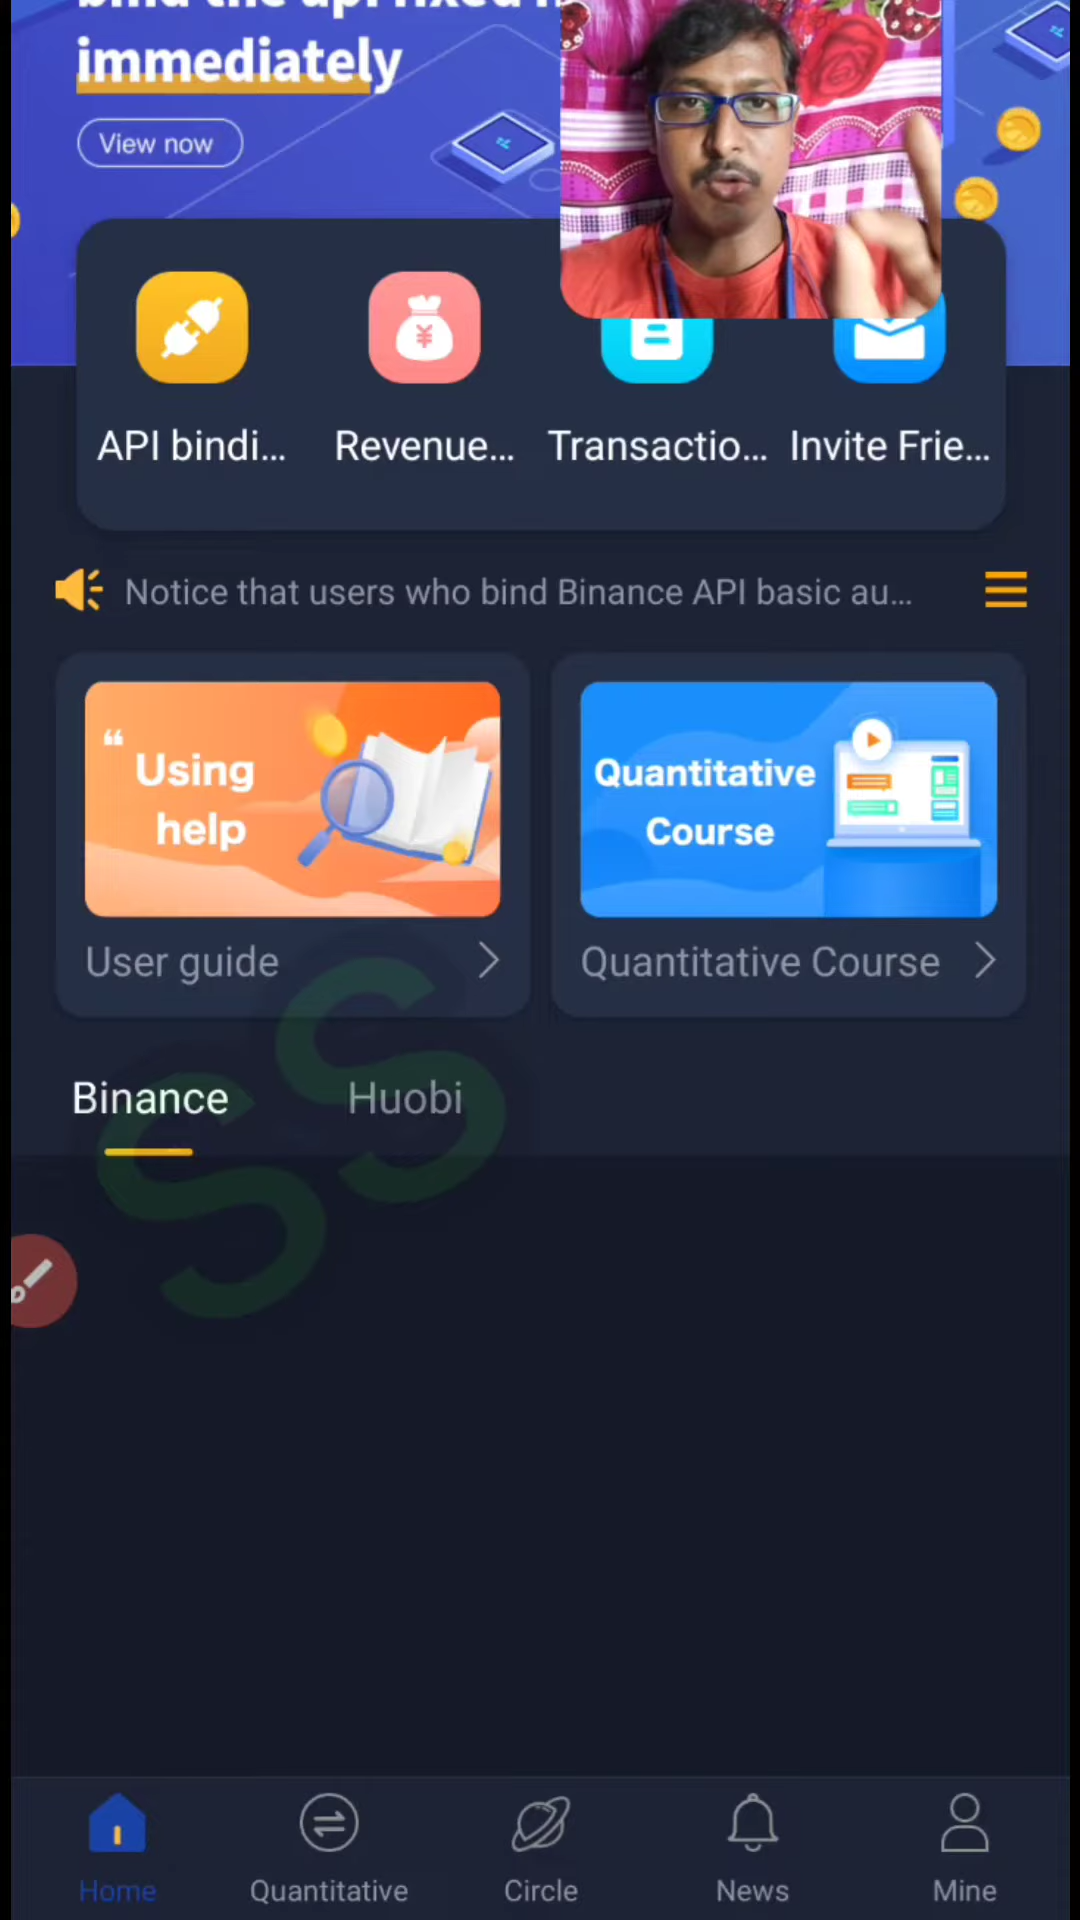 immediately
View now
API bindi...
Revenue...
Transactio...
Invite Frie...
Notice that users who bind Binance API basic au...
“ Using
help
Quantitative
Course
User guide
Quantitative Course
Binance
Huobi
SS
Home
Quantitative
Circle
News
Mine